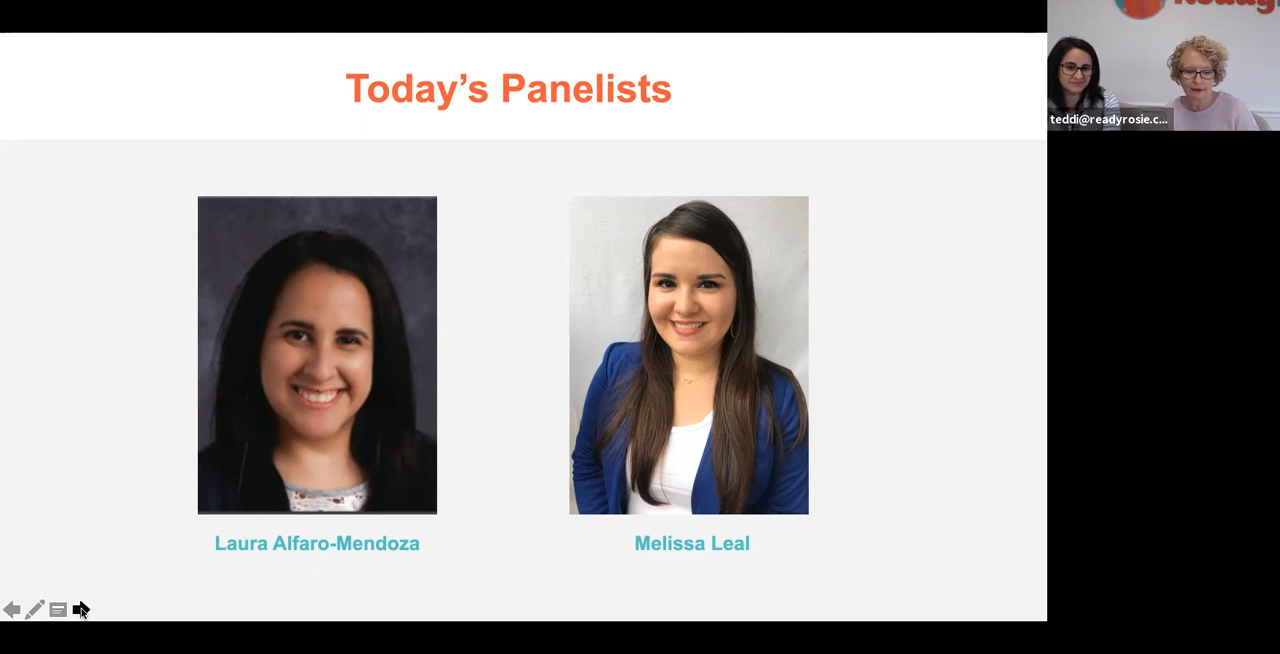 Today's Panelists
teddi@readyrosie.c...
Laura Alfaro-Mendoza
Melissa Leal